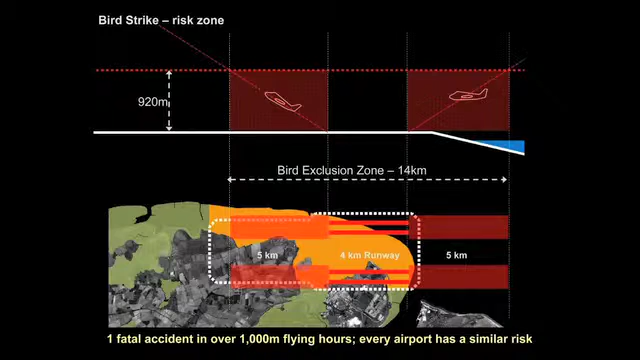 Bird Strike – risk zone
920m
Bird Exclusion Zone – 14km
5 km
4 km Runway
5 km
1 fatal accident in over 1,000m flying hours; every airport has a similar risk